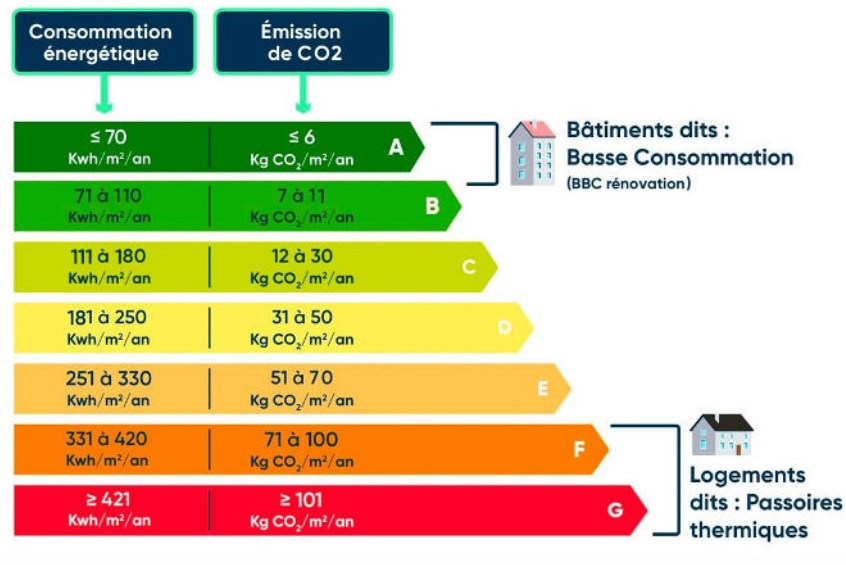 Consommation
énergétique
Émission
de CO2
≤ 70
Kwh/m²/an
≤ 6
Kg CO₂/m²/an
A
Bâtiments dits :
Basse Consommation
(BBC rénovation)
71 à 110
Kwh/m²/an
7 à 11
Kg CO₂/m²/an
B
111 à 180
Kwh/m²/an
12 à 30
Kg CO₂/m²/an
C
181 à 250
Kwh/m²/an
31 à 50
Kg CO₂/m²/an
D
251 à 330
Kwh/m²/an
51 à 70
Kg CO₂/m²/an
E
331 à 420
Kwh/m²/an
71 à 100
Kg CO₂/m²/an
F
≥ 421
Kwh/m²/an
≥ 101
Kg CO₂/m²/an
G
Logements
dits : Passoires
thermiques